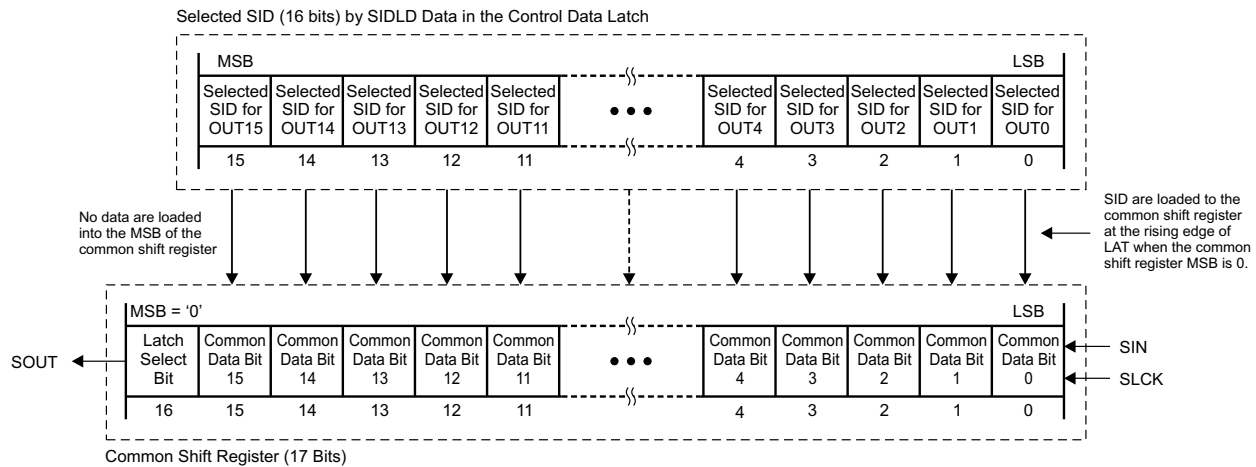 Selected SID (16 bits) by SIDLD Data in the Control Data Latch
MSB LSB
Selected SID for OUT15
Selected SID for OUT14
Selected SID for OUT13
Selected SID for OUT12
Selected SID for OUT11
Selected SID for OUT4
Selected SID for OUT3
Selected SID for OUT2
Selected SID for OUT1
Selected SID for OUT0
15 14 13 12 11 4 3 2 1 0
No data are loaded
into the MSB of the
common shift register
SID are loaded to the
common shift register
at the rising edge of
LAT when the common
shift register MSB is 0.
MSB = ‘0’ LSB
SOUT
Latch Select Bit
Common Data Bit 15
Common Data Bit 14
Common Data Bit 13
Common Data Bit 12
Common Data Bit 11
Common Data Bit 4
Common Data Bit 3
Common Data Bit 2
Common Data Bit 1
Common Data Bit 0
SIN
SLCK
16 15 14 13 12 11 4 3 2 1 0
Common Shift Register (17 Bits)